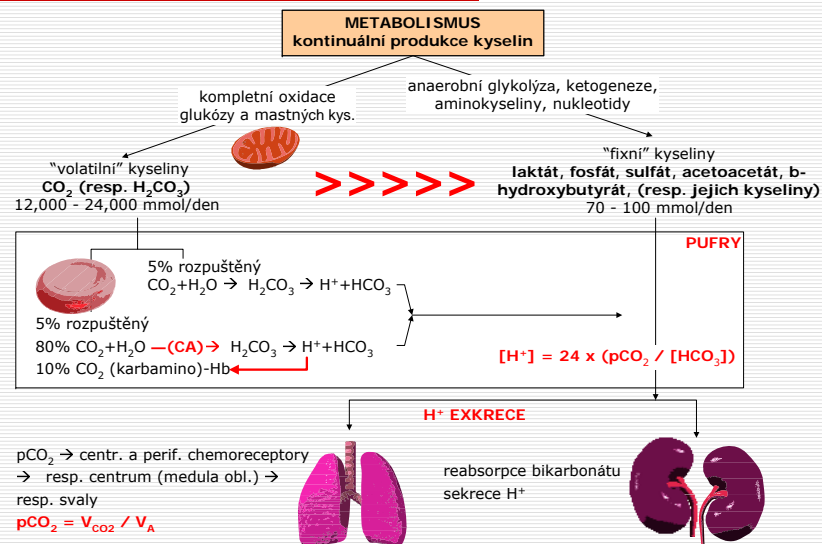 METABOLISMUS
kontinuální produkce kyselin
kompletní oxidace
glukózy a mastných kys.
anaerobní glykolýza, ketogeneze,
aminokyseliny, nukleotidy
“volatilní” kyseliny
CO₂ (resp. H₂CO₃)
12,000 - 24,000 mmol/den
>>>>>
“fixní” kyseliny
laktát, fosfát, sulfát, acetoacetát, b-
hydroxybutyrát, (resp. jejich kyseliny)
70 - 100 mmol/den
PUFRY
5% rozpuštěný
CO₂+H₂O → H₂CO₃ → H⁺+HCO₃
5% rozpuštěný
80% CO₂+H₂O —(CA)→ H₂CO₃ → H⁺+HCO₃
10% CO₂ (karbamino)-Hb
[H⁺] = 24 x (pCO₂ / [HCO₃])
H⁺ EXKRECE
pCO₂ → centr. a perif. chemoreceptory
→ resp. centrum (medula obl.) →
resp. svaly
pCO₂ = V_CO2 / V_A
reabsorpce bikarbonátu
sekrece H⁺